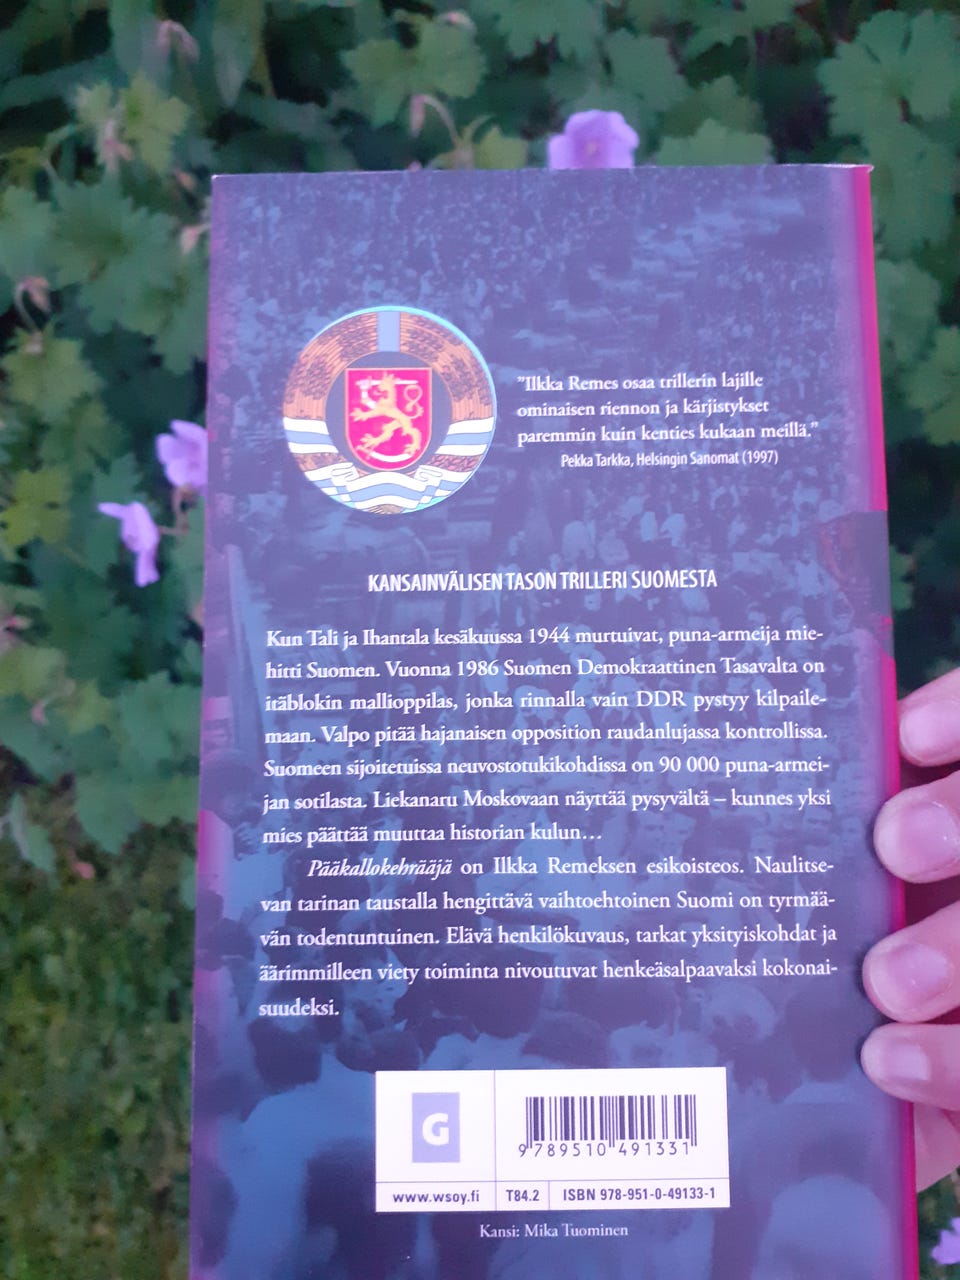 "Ilkka Remes osaa trillerin lajille
ominaisen riennon ja kärjistykset
paremmin kuin kenties kukaan meillä."
Pekka Tarkka, Helsingin Sanomat (1997)
KANSAINVÄLISEN TASON TRILLERI SUOMESTA
Kun Tali ja Ihantala kesäkuussa 1944 murtuivat, puna-armeija mie-
hitti Suomen. Vuonna 1986 Suomen Demokraattinen Tasavalta on
itäblokin mallioppilas, jonka rinnalla vain DDR pystyy kilpaile-
maan. Valpo pitää hajanaisen opposition raudanlujassa kontrollissa.
Suomeen sijoitetuissa neuvostotukikohdissa on 90 000 puna-armei-
jan sotilasta. Liekanaru Moskovaan näyttää pysyvältä – kunnes yksi
mies päättää muuttaa historian kulun...
Pääkallokehrääjä on Ilkka Remeksen esikoisteos. Naulitse-
van tarinan taustalla hengittävä vaihtoehtoinen Suomi on tyrmää-
vän todentuntuinen. Elävä henkilökuvaus, tarkat yksityiskohdat ja
äärimmilleen viety toiminta nivoutuvat henkeäsalpaavaksi kokonai-
suudeksi.
G
9 789510 491331
www.wsoy.fi T84.2 ISBN 978-951-0-49133-1
Kansi: Mika Tuominen